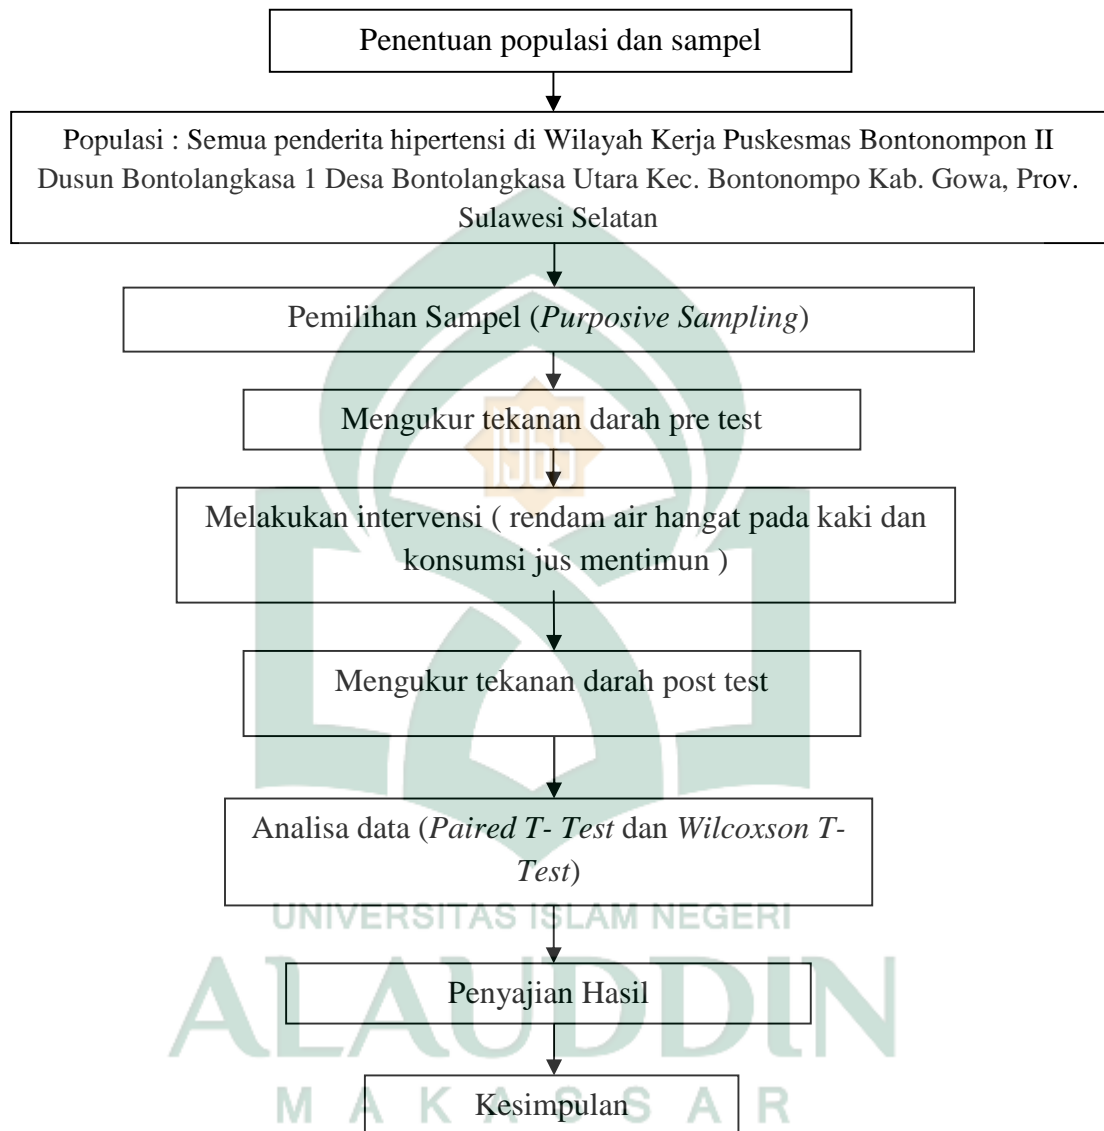 Penentuan populasi dan sampel
Populasi : Semua penderita hipertensi di Wilayah Kerja Puskesmas Bontonompon II
Dusun Bontolangkasa 1 Desa Bontolangkasa Utara Kec. Bontonompo Kab. Gowa, Prov.
Sulawesi Selatan
Pemilihan Sampel (Purposive Sampling)
Mengukur tekanan darah pre test
1965
Melakukan intervensi ( rendam air hangat pada kaki dan
konsumsi jus mentimun )
Mengukur tekanan darah post test
Analisa data (Paired T- Test dan Wilcoxson T-
Test)
UNIVERSITAS ISLAM NEGERI
ALAUDDIN
Penyajian Hasil
MAKASSAR
Kesimpulan